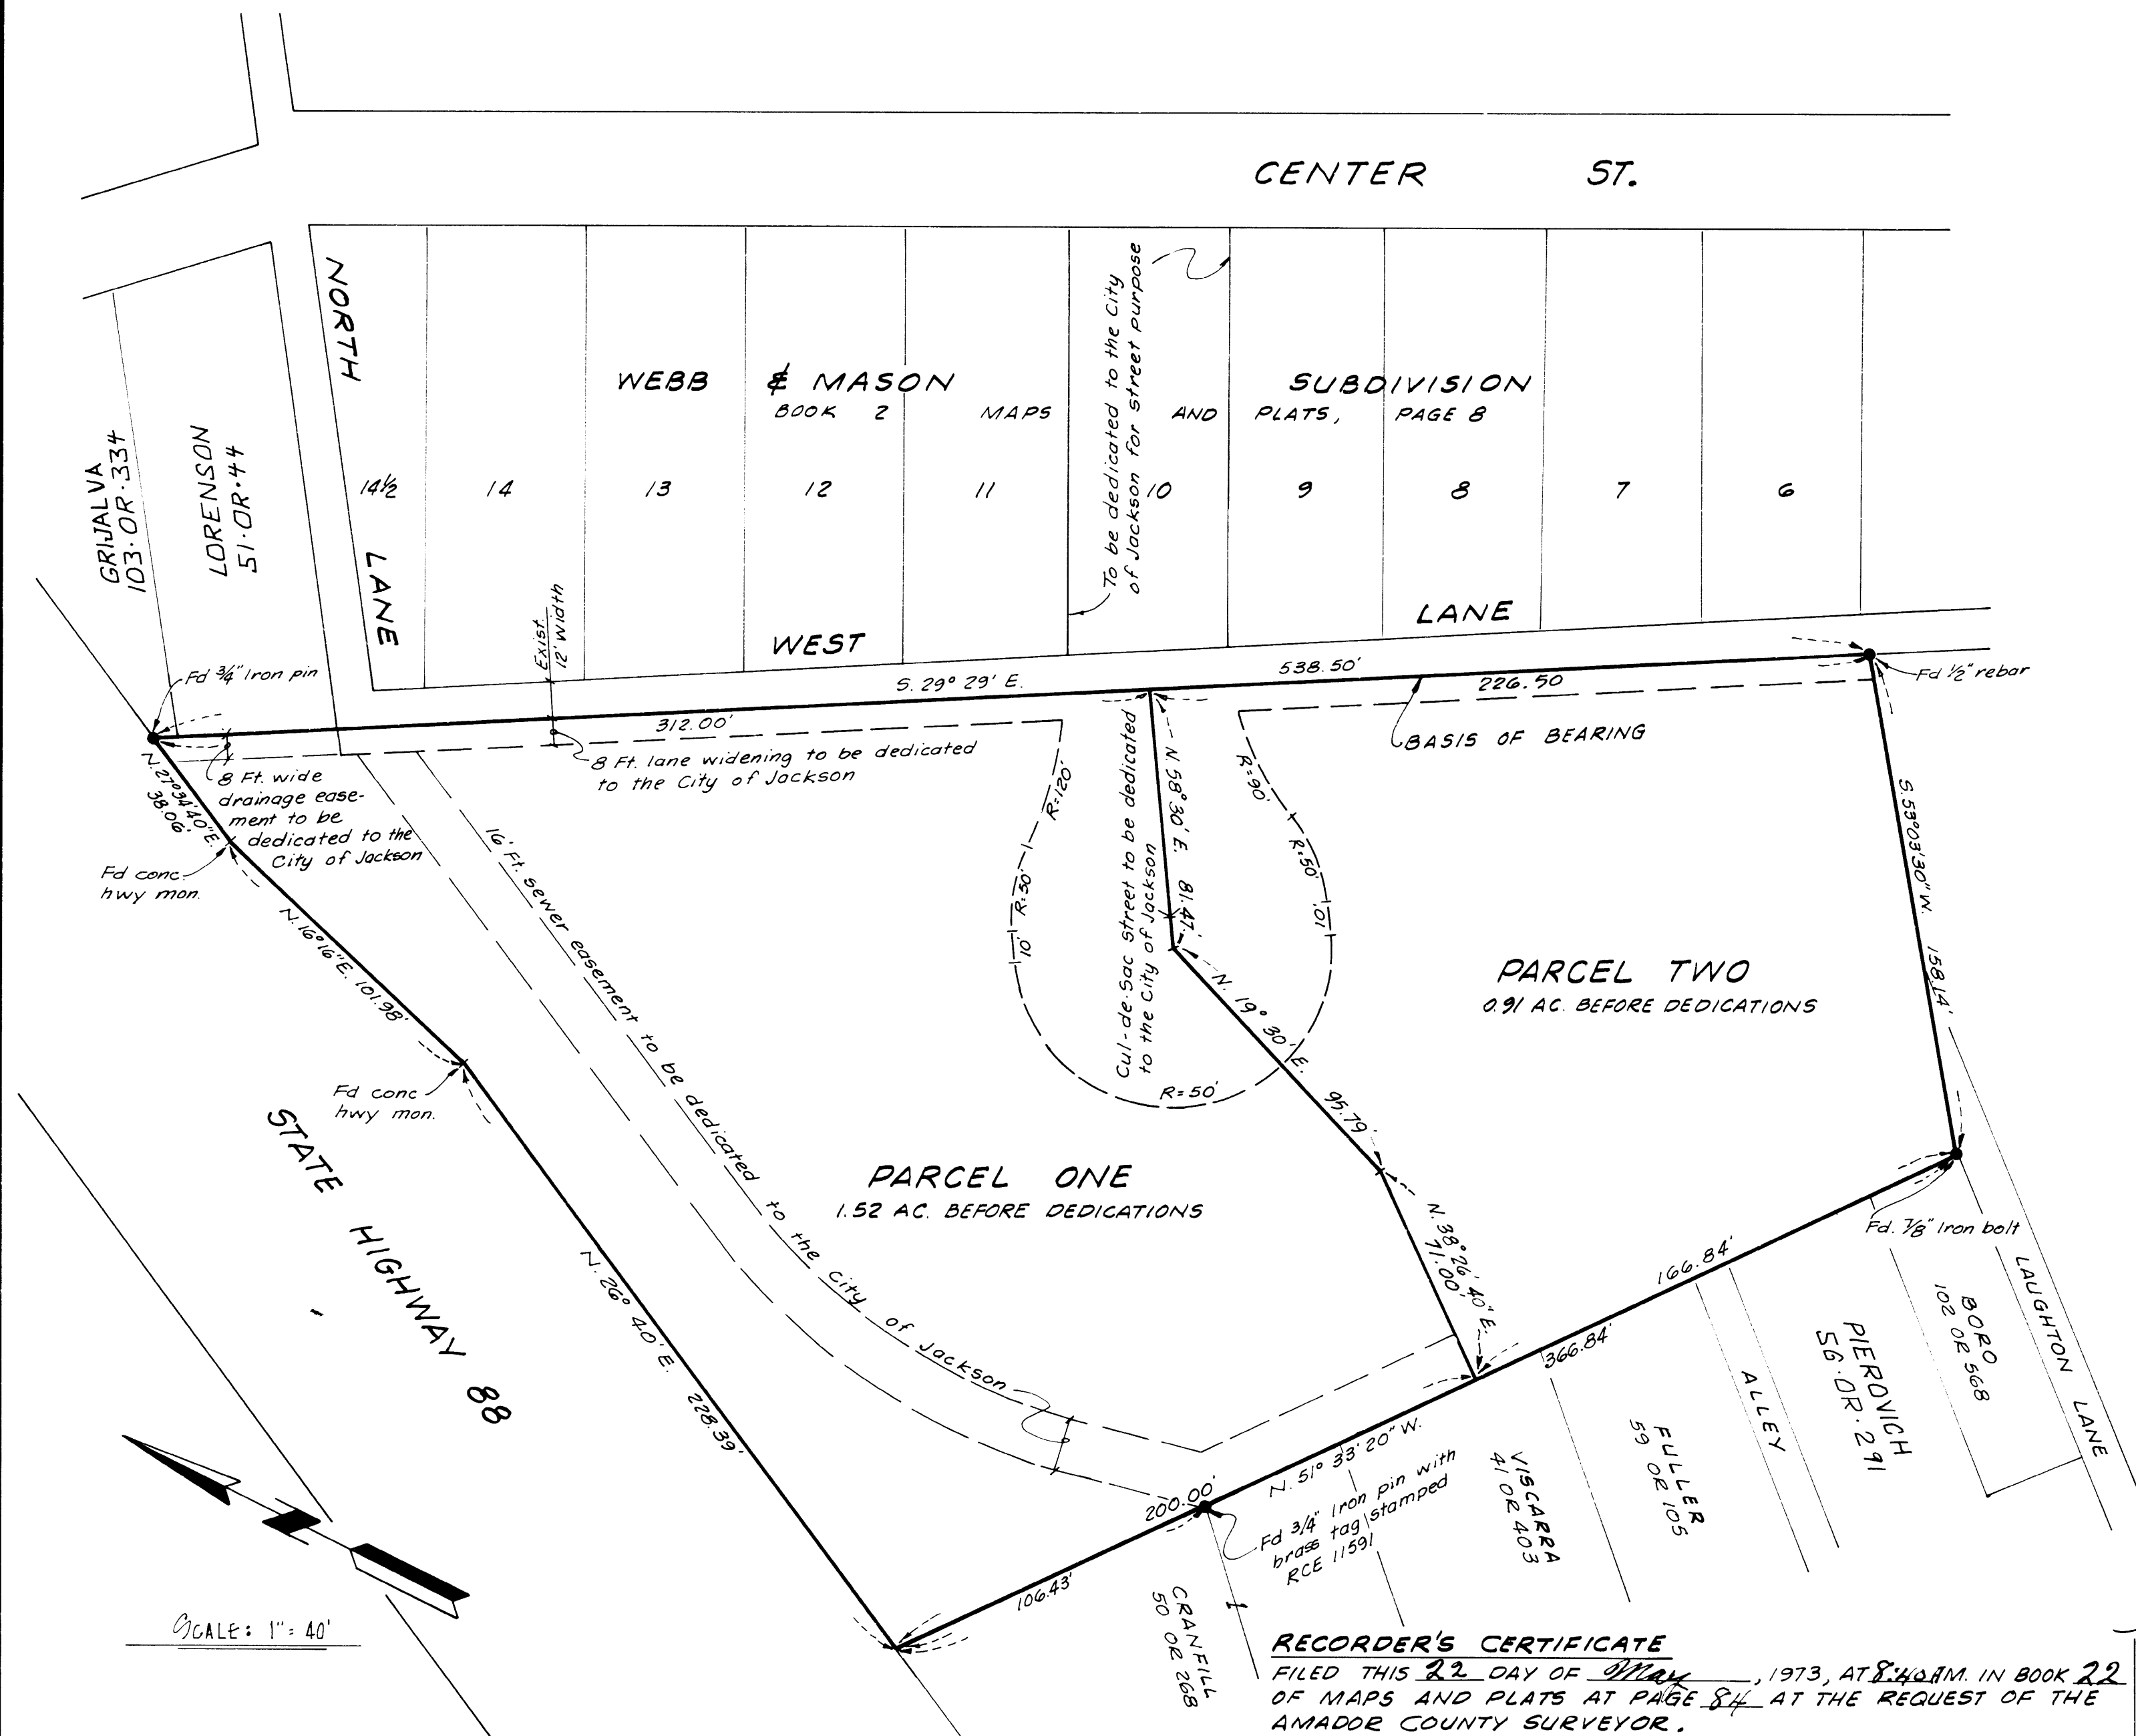 CENTER ST.
NORTH LANE
WEBB & MASON SUBDIVISION
BOOK 2 MAPS AND PLATS, PAGE 8
To be dedicated to the City
of Jackson for street purpose
GRIJALVA
103·OR·334
LORENSON
51·OR·44
14½ 14 13 12 11 10 9 8 7 6
Exist.
12' width
WEST LANE
Fd ¾" Iron pin
S. 29° 29' E.
538.50'
312.00'
226.50
Fd ½" rebar
BASIS OF BEARING
8 Ft. lane widening to be dedicated
to the City of Jackson
8 Ft. wide
drainage ease-
ment to be
dedicated to the
City of Jackson
N. 27°34'40"E.
38.06'
Fd conc.
hwy mon.
N. 16°16"E. 101.98'
Fd conc
hwy mon.
16' Ft. sewer easement to be dedicated to the City of Jackson
R=120'
R=50'
10'
Cul-de-Sac street to be dedicated
to the City of Jackson
N. 58° 30' E. 81.47'
R=90'
R=50'
10'
R=50'
N. 19° 30' E. 95.79'
S. 53°03'30" W. 158.14'
PARCEL TWO
0.91 AC. BEFORE DEDICATIONS
PARCEL ONE
1.52 AC. BEFORE DEDICATIONS
N. 38° 26' 40" E.
71.00'
STATE HIGHWAY 88
N. 26° 40' E. 228.39'
166.84'
366.84'
Fd. 7/8" Iron bolt
N. 51° 33' 20" W.
200.00'
106.43'
Fd 3/4" Iron pin with
brass tag stamped
RCE 11591
CRANFILL
50 OR 268
VISCARRA
41 OR 403
FULLER
59 OR 105
ALLEY
PIEROVICH
56·OR·291
BORO
102 OR 568
LAUGHTON LANE
SCALE: 1"= 40'
RECORDER'S CERTIFICATE
FILED THIS 22 DAY OF May, 1973, AT 8:40 AM. IN BOOK 22
OF MAPS AND PLATS AT PAGE 84 AT THE REQUEST OF THE
AMADOR COUNTY SURVEYOR.